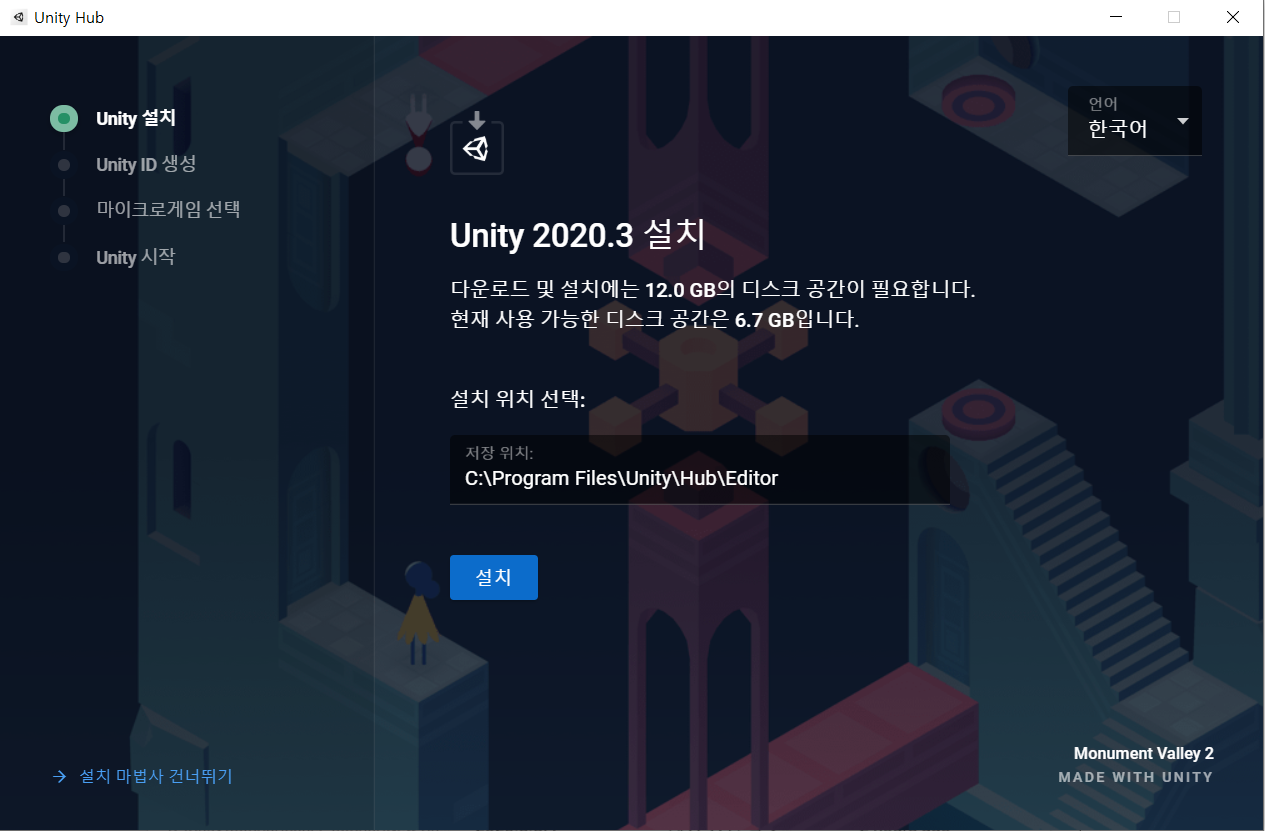 Unity Hub
Unity 설치
Unity ID 생성
마이크로게임 선택
Unity 시작
언어
한국어
Unity 2020.3 설치
다운로드 및 설치에는 12.0 GB의 디스크 공간이 필요합니다.
현재 사용 가능한 디스크 공간은 6.7 GB입니다.
설치 위치 선택:
저장 위치:
C:\Program Files\Unity\Hub\Editor
설치
설치 마법사 건너뛰기
Monument Valley 2
MADE WITH UNITY